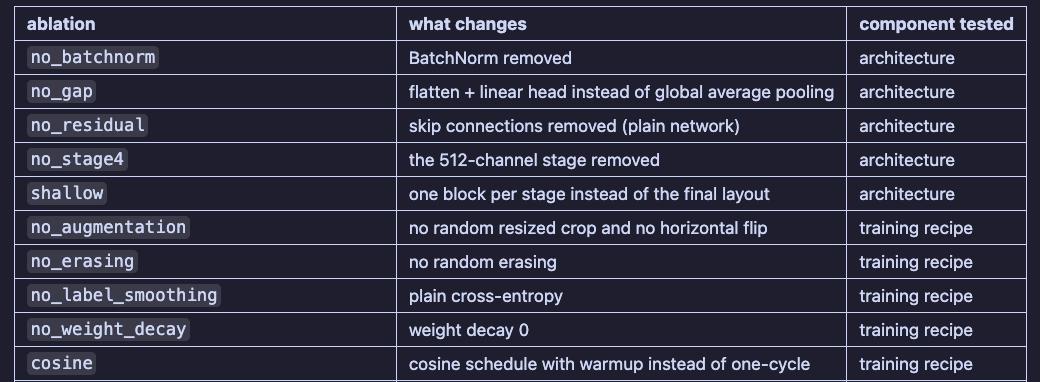 ablation what changes component tested
no_batchnorm BatchNorm removed architecture
no_gap flatten + linear head instead of global average pooling architecture
no_residual skip connections removed (plain network) architecture
no_stage4 the 512-channel stage removed architecture
shallow one block per stage instead of the final layout architecture
no_augmentation no random resized crop and no horizontal flip training recipe
no_erasing no random erasing training recipe
no_label_smoothing plain cross-entropy training recipe
no_weight_decay weight decay 0 training recipe
cosine cosine schedule with warmup instead of one-cycle training recipe